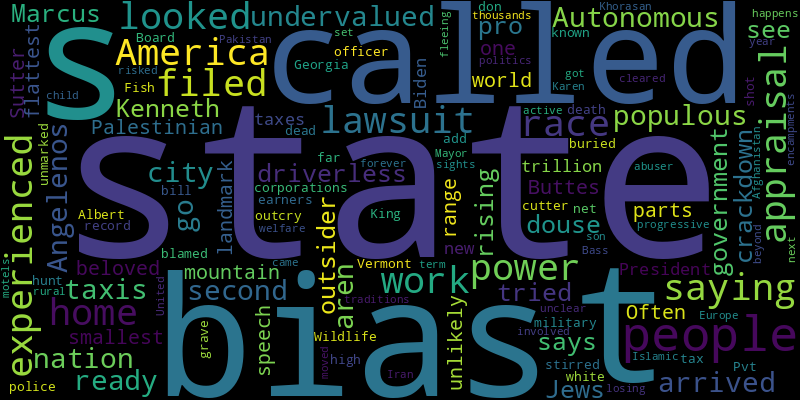 Marcus looked undervalued pro don thousands Autonomous Khorasan happens
S called
Board set known see
America Pakistan officer fleeing one politics year
Sutter flattest risked filed Georgia Biden world got Karen cleared shot appraisal
child Fish Kenneth
Palestinian taxes lawsuit race active death populous encampments
unmarked Angelenos dead add buried
state
experienced city landmark far forever Mayor sights trillion abuser government crackdown Afghanistan
driverless
bill corporations range rising Buttes
go earners cutter net parts
Albert outcry King douse progressive
record welfare outsider new son
blamed came Vermont term Bass beyond next
beloved mountain aren work power President
motels hunt taxis United second tried saying
rural traditions unclear Often Europe
home biast people
smallest grave speech Wildlife unlikely involved military
nation high says Islamic tax
stirred Pvt
police ready moved Iran Jews white losing arrived